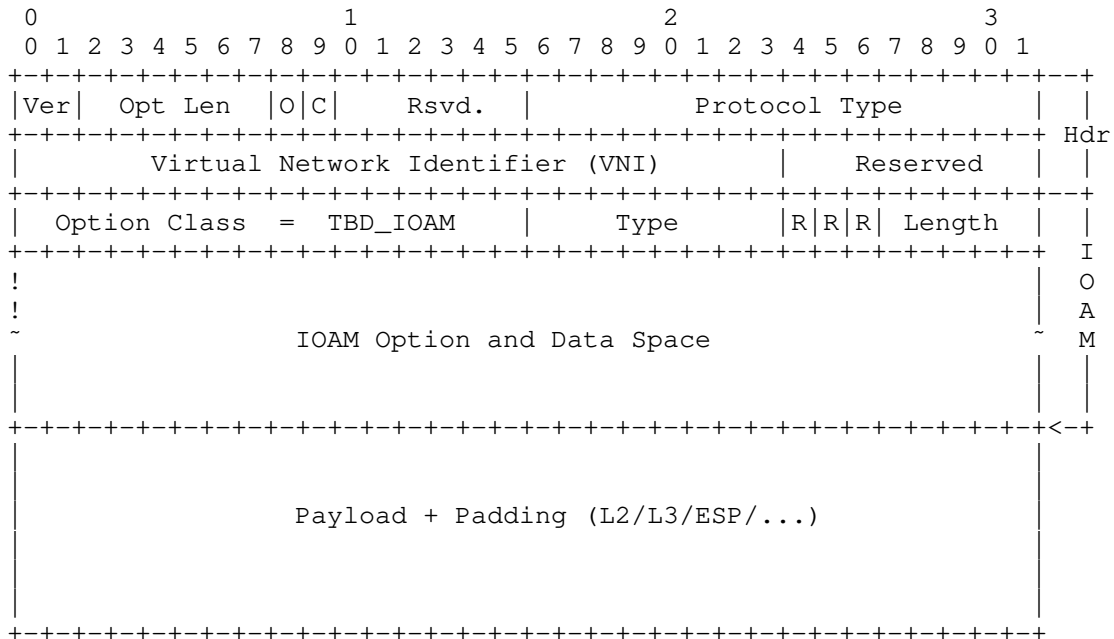 0                   1                   2                   3
 0 1 2 3 4 5 6 7 8 9 0 1 2 3 4 5 6 7 8 9 0 1 2 3 4 5 6 7 8 9 0 1
+-+-+-+-+-+-+-+-+-+-+-+-+-+-+-+-+-+-+-+-+-+-+-+-+-+-+-+-+-+-+-+-+--+
|Ver|  Opt Len  |O|C|    Rsvd.  |          Protocol Type        |  |
+-+-+-+-+-+-+-+-+-+-+-+-+-+-+-+-+-+-+-+-+-+-+-+-+-+-+-+-+-+-+-+-+ Hdr
|        Virtual Network Identifier (VNI)       |    Reserved   |  |
+-+-+-+-+-+-+-+-+-+-+-+-+-+-+-+-+-+-+-+-+-+-+-+-+-+-+-+-+-+-+-+-+--+
|  Option Class  =  TBD_IOAM    |     Type      |R|R|R| Length  |  |
+-+-+-+-+-+-+-+-+-+-+-+-+-+-+-+-+-+-+-+-+-+-+-+-+-+-+-+-+-+-+-+-+  I
!                                                               |  O
!                                                               |  A
~                 IOAM Option and Data Space                    ~  M
|                                                               |  |
|                                                               |  |
+-+-+-+-+-+-+-+-+-+-+-+-+-+-+-+-+-+-+-+-+-+-+-+-+-+-+-+-+-+-+-+-+<-+
|                                                               |
|                                                               |
|                 Payload + Padding (L2/L3/ESP/...)             |
|                                                               |
|                                                               |
|                                                               |
+-+-+-+-+-+-+-+-+-+-+-+-+-+-+-+-+-+-+-+-+-+-+-+-+-+-+-+-+-+-+-+-+